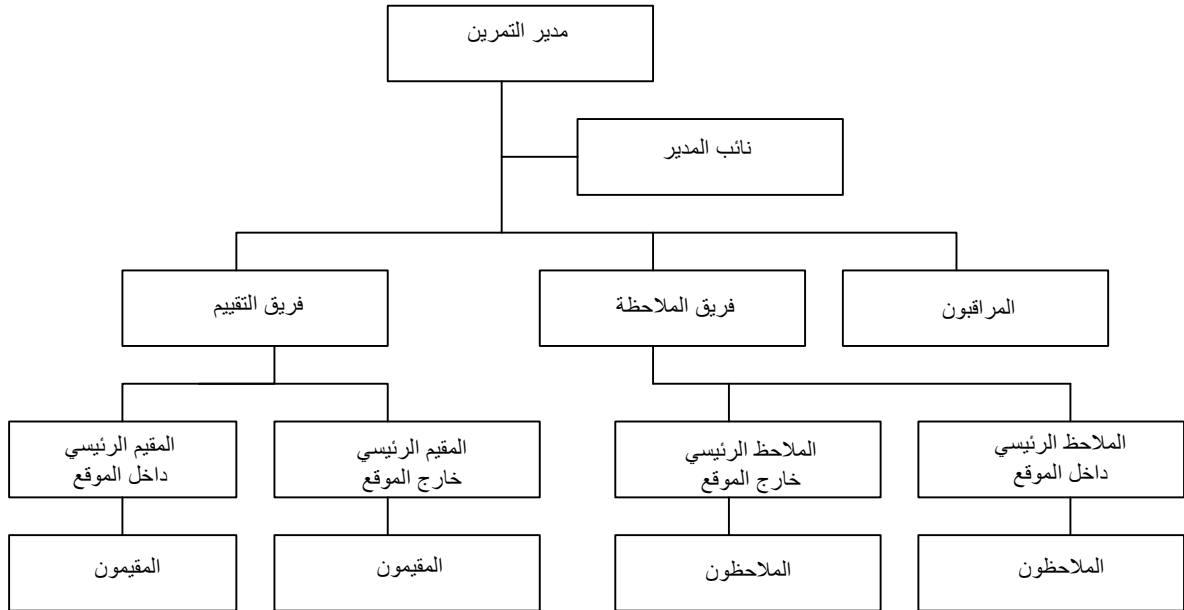 مدير التمرين
نائب المدير
المراقبون
فريق الملاحظة
فريق التقييم
الملاحظ الرئيسي
داخل الموقع
الملاحظ الرئيسي
خارج الموقع
المقيم الرئيسي
خارج الموقع
المقيم الرئيسي
داخل الموقع
الملاحظون
الملاحظون
المقيمون
المقيمون